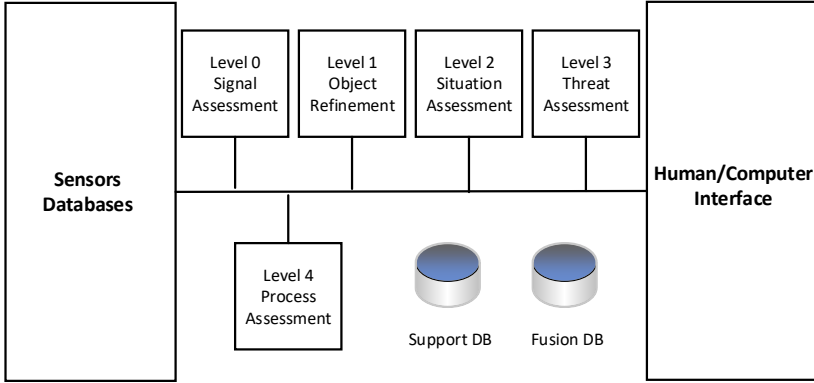 Sensors
Databases
Level 0
Signal
Assessment
Level 1
Object
Refinement
Level 2
Situation
Assessment
Level 3
Threat
Assessment
Human/Computer
Interface
Level 4
Process
Assessment
Support DB
Fusion DB